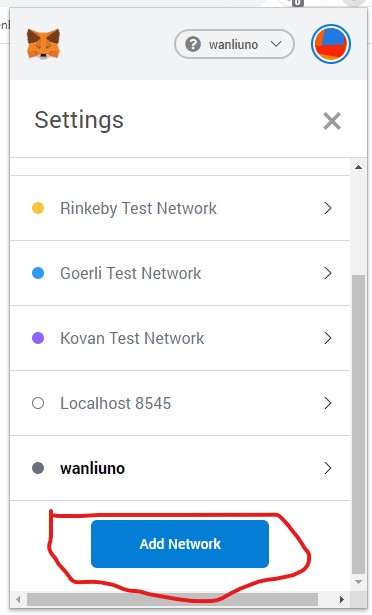 wanliuno
Settings
Rinkeby Test Network
Goerli Test Network
Kovan Test Network
Localhost 8545
wanliuno
Add Network